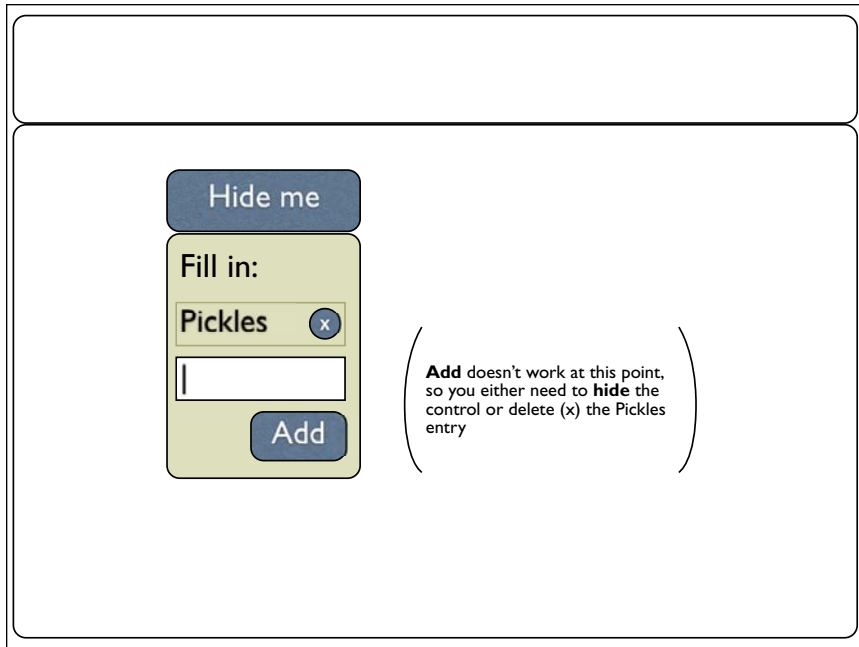 Hide me
Fill in:
Pickles x
Add
Add doesn't work at this point,
so you either need to hide the
control or delete (x) the Pickles
entry